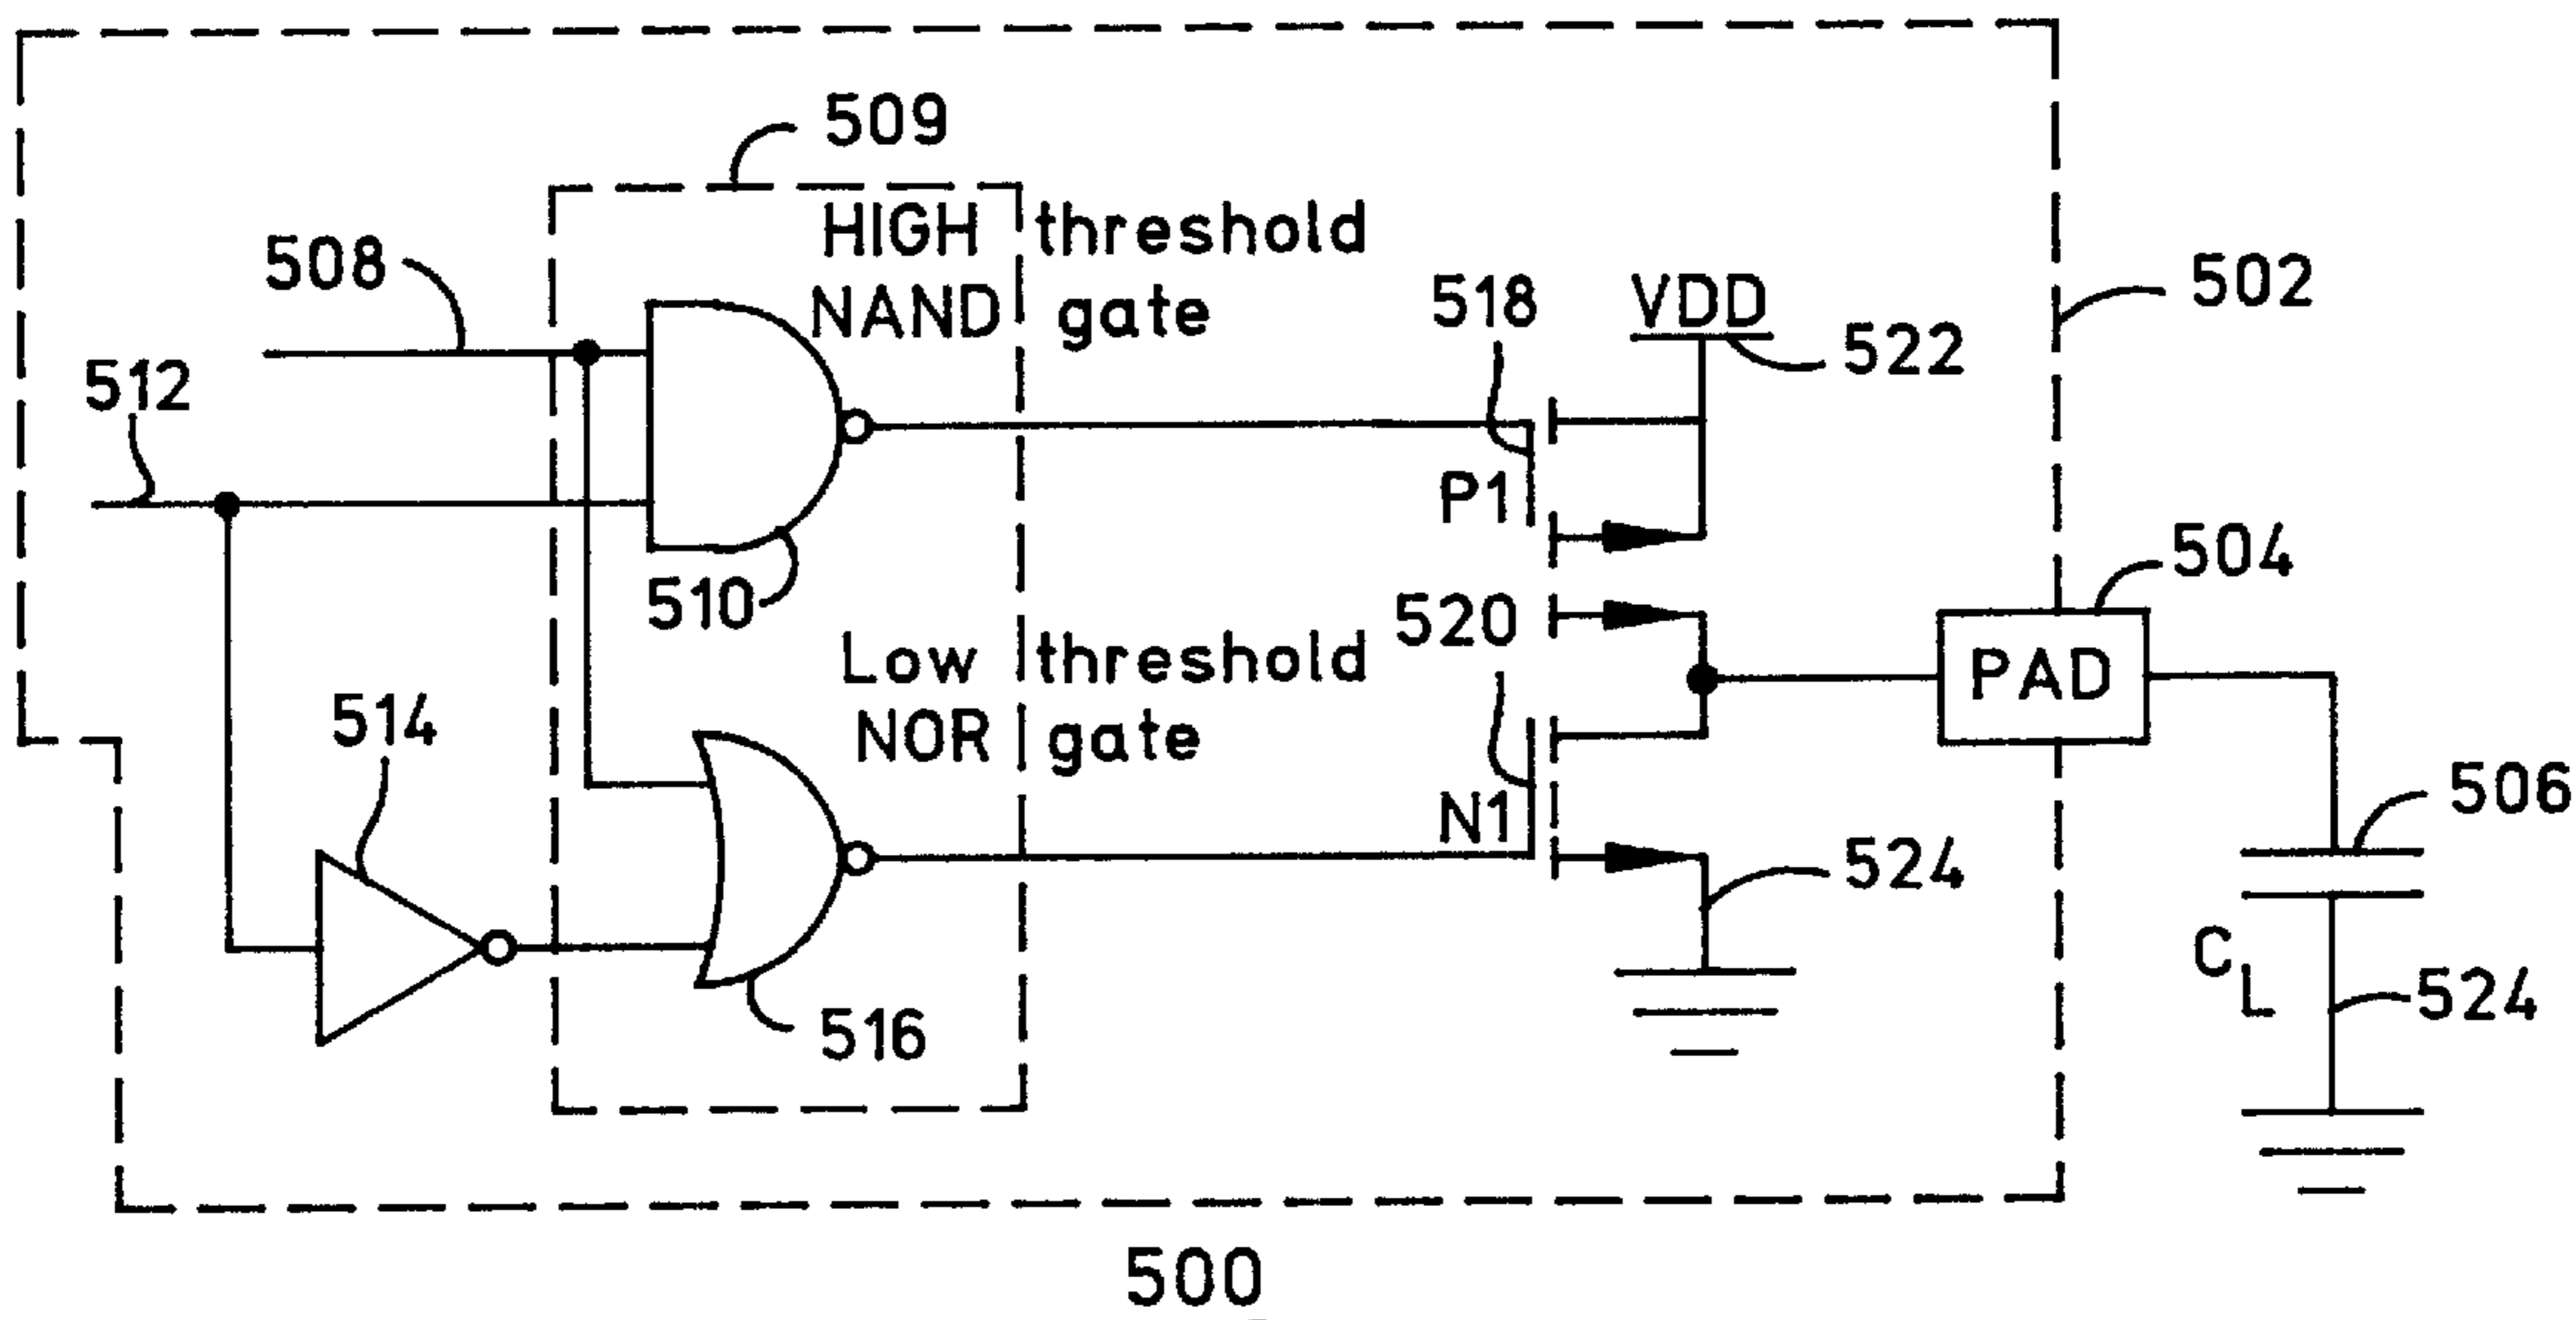 509
HIGH threshold
NAND gate
508
512
518
VDD
522
502
P1
510
504
PAD
520
Low threshold
NOR gate
514
N1
524
506
516
CL
524
500